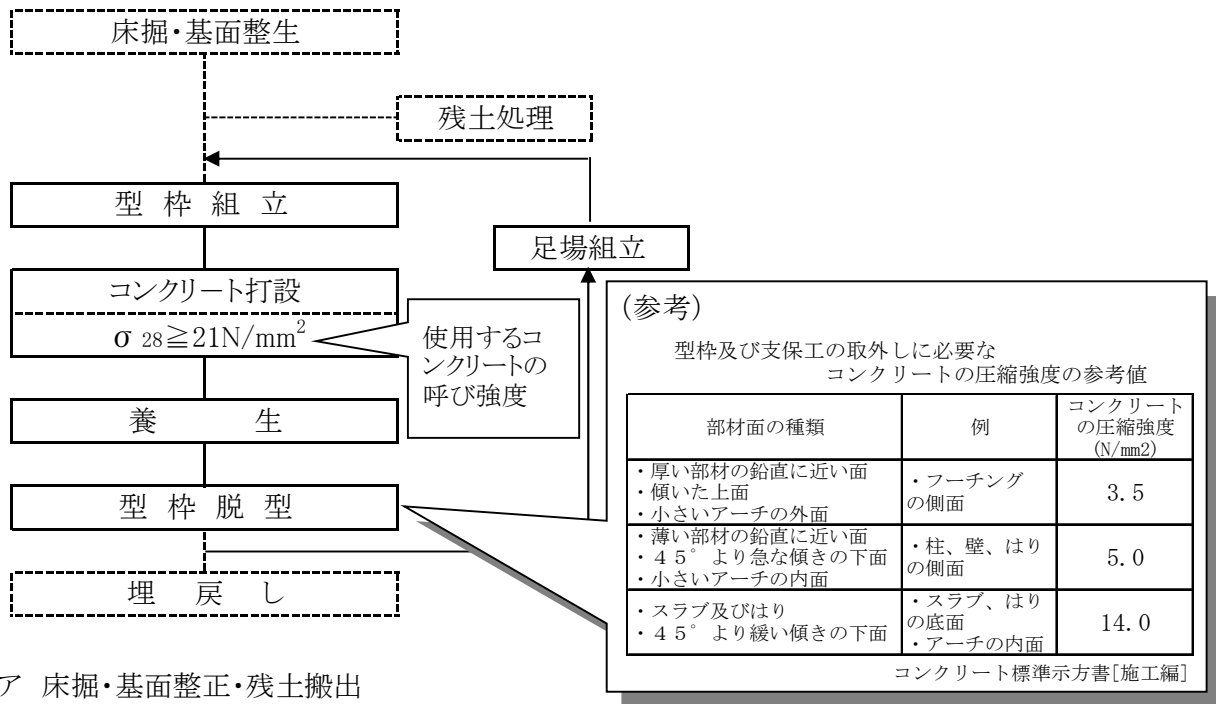 床掘・基面整生
残土処理
型 枠 組 立
足場組立
コンクリート打設
σ 28≧21N/mm2
使用するコ
ンクリートの
呼び強度
養 生
型 枠 脱 型
埋 戻 し
(参考)
型枠及び支保工の取外しに必要な
コンクリートの圧縮強度の参考値
部材面の種類 例 コンクリート
の圧縮強度
(N/mm2)
・厚い部材の鉛直に近い面
・傾いた上面
・小さいアーチの外面
・フーチング
の側面
3.5
・薄い部材の鉛直に近い面
・45°より急な傾きの下面
・小さいアーチの内面
・柱、壁、はり
の側面
5.0
・スラブ及びはり
・45°より緩い傾きの下面
・スラブ、はり
の底面
・アーチの内面
14.0
コンクリート標準示方書[施工編]
ア 床掘・基面整正・残土搬出